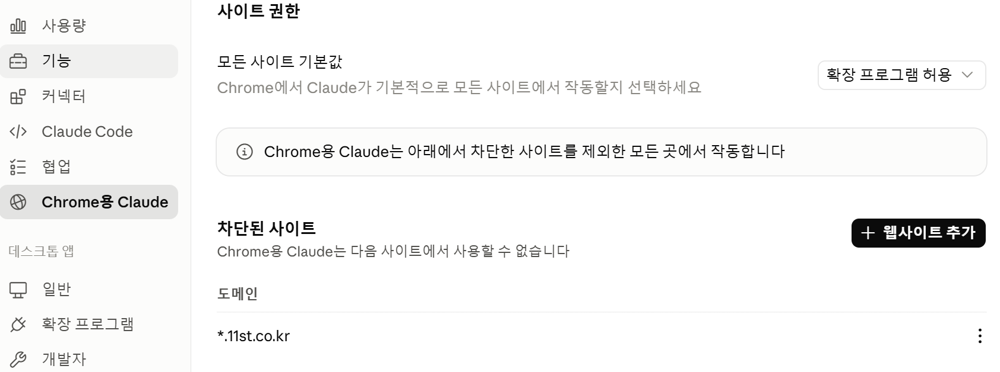 사용량
기능
커넥터
Claude Code
협업
Chrome용 Claude
데스크톱 앱
일반
확장 프로그램
개발자
사이트 권한
모든 사이트 기본값
Chrome에서 Claude가 기본적으로 모든 사이트에서 작동할지 선택하세요
확장 프로그램 허용
Chrome용 Claude는 아래에서 차단한 사이트를 제외한 모든 곳에서 작동합니다
차단된 사이트
Chrome용 Claude는 다음 사이트에서 사용할 수 없습니다
웹사이트 추가
도메인
*.11st.co.kr